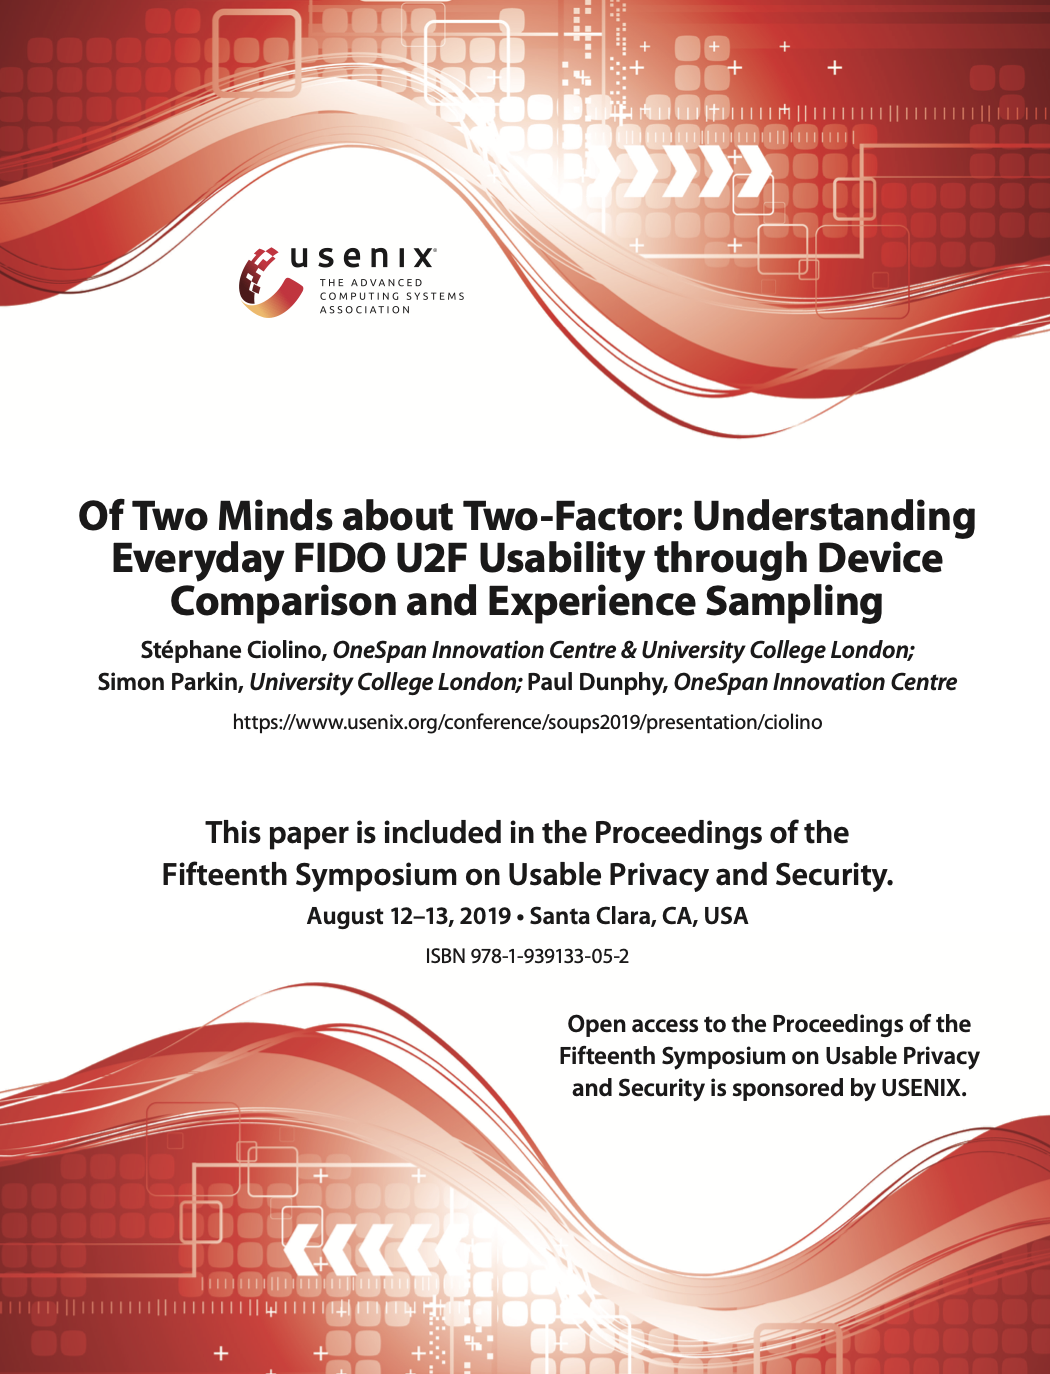 usenix®
THE ADVANCED
COMPUTING SYSTEMS
ASSOCIATION
Of Two Minds about Two-Factor: Understanding
Everyday FIDO U2F Usability through Device
Comparison and Experience Sampling
Stéphane Ciolino, OneSpan Innovation Centre & University College London;
Simon Parkin, University College London; Paul Dunphy, OneSpan Innovation Centre
https://www.usenix.org/conference/soups2019/presentation/ciolino
This paper is included in the Proceedings of the
Fifteenth Symposium on Usable Privacy and Security.
August 12–13, 2019 • Santa Clara, CA, USA
ISBN 978-1-939133-05-2
Open access to the Proceedings of the
Fifteenth Symposium on Usable Privacy
and Security is sponsored by USENIX.